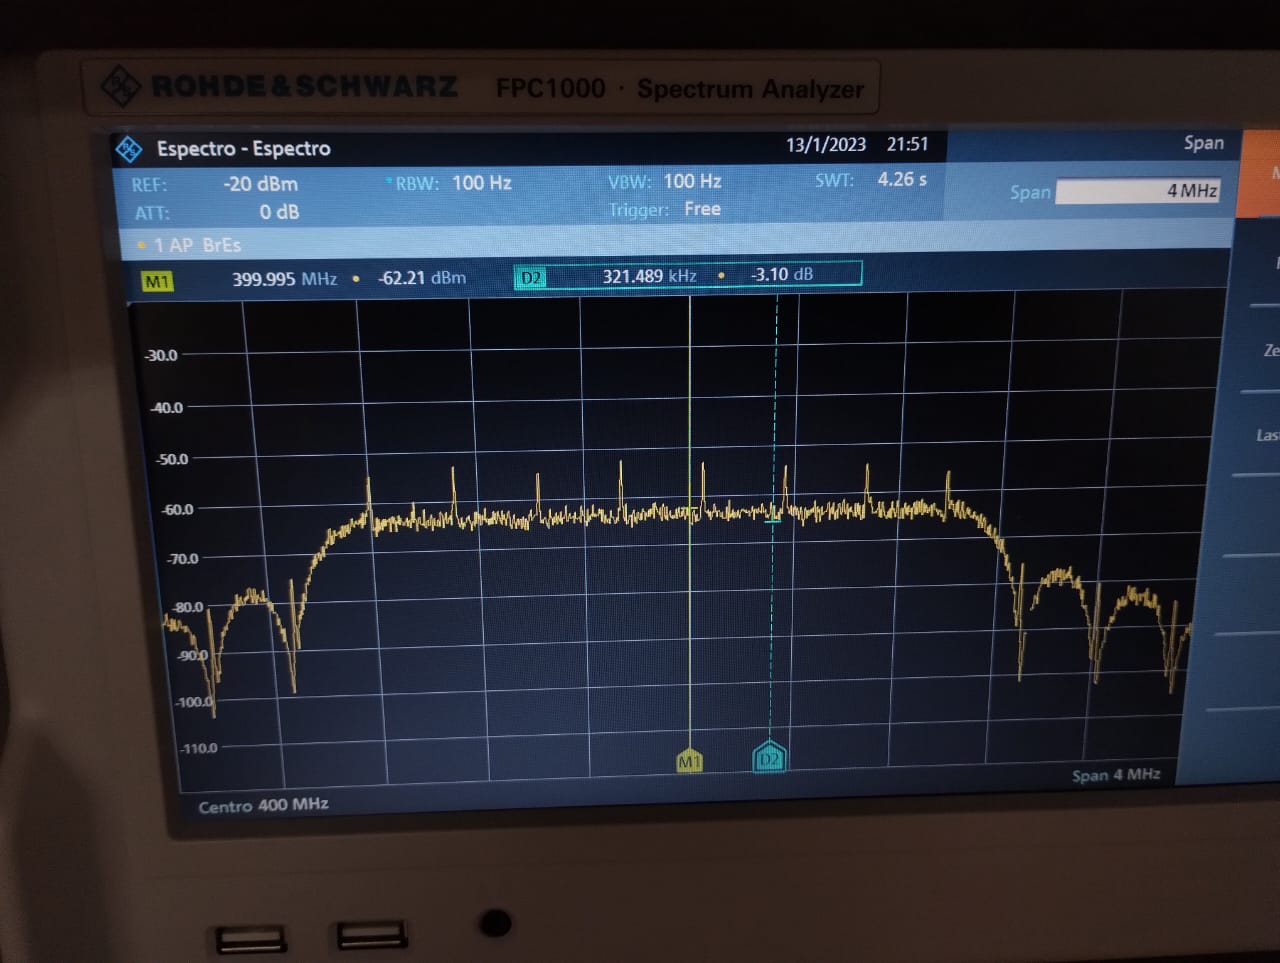 ROHDE & SCHWARZ FPC1000 · Spectrum Analyzer
Espectro - Espectro 13/1/2023 21:51 Span
REF: -20 dBm * RBW: 100 Hz VBW: 100 Hz SWT: 4.26 s Span 4 MHz
ATT: 0 dB Trigger: Free
• 1 AP BrEs
M1 399.995 MHz • -62.21 dBm D2 321.489 kHz • -3.10 dB
-30.0
-40.0
-50.0
-60.0
-70.0
-80.0
-90.0
-100.0
-110.0
M1 D2
Centro 400 MHz Span 4 MHz